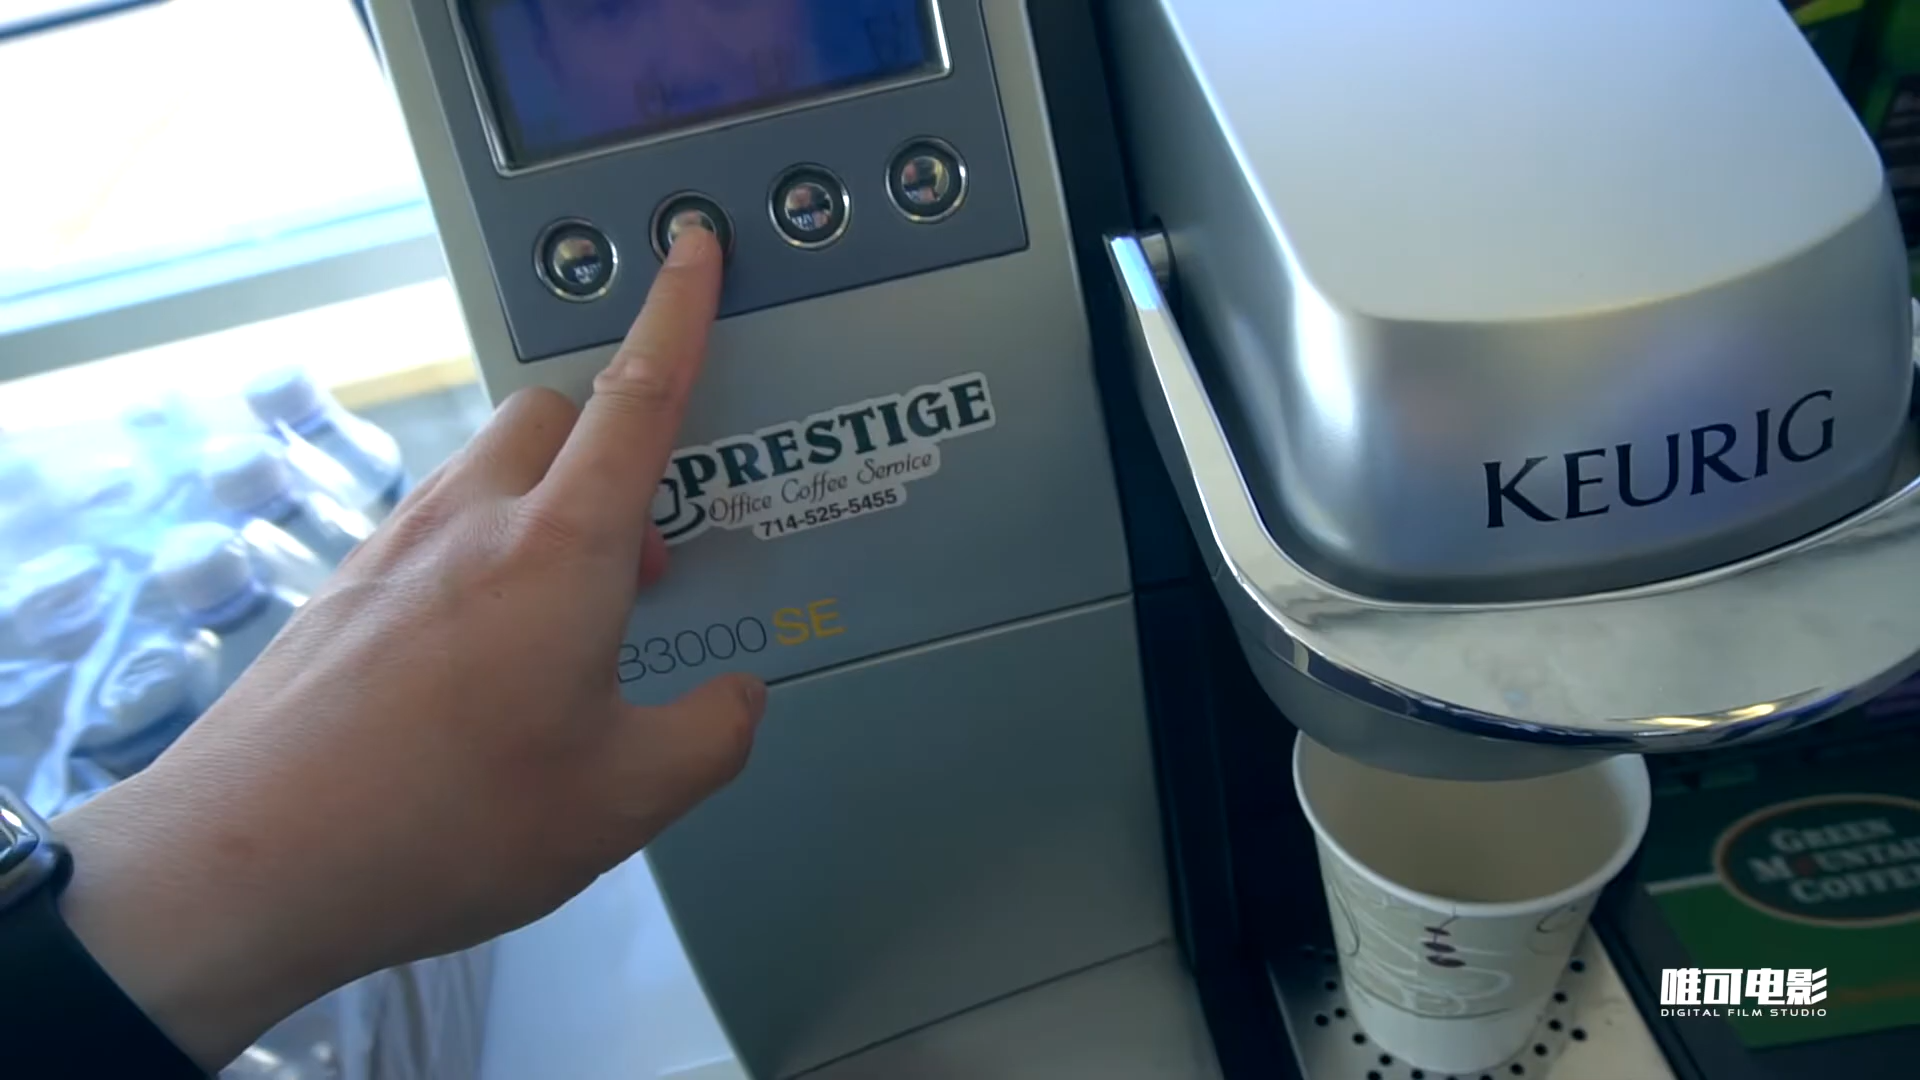 PRESTIGE
Office Coffee Service
714-525-5455
B3000 SE
KEURIG
GREEN
MOUNTAIN
COFFEE
唯可电影
DIGITAL FILM STUDIO